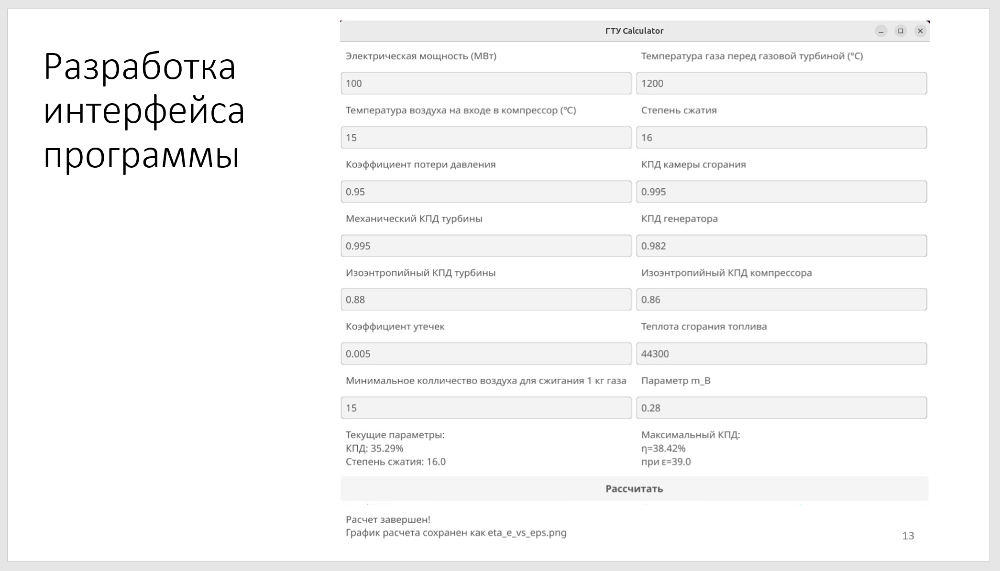 Разработка
интерфейса
программы
ГТУ Calculator
Электрическая мощность (МВт)
Температура газа перед газовой турбиной (°C)
100
1200
Температура воздуха на входе в компрессор (°C)
Степень сжатия
15
16
Коэффициент потери давления
КПД камеры сгорания
0.95
0.995
Механический КПД турбины
КПД генератора
0.995
0.982
Изоэнтропийный КПД турбины
Изоэнтропийный КПД компрессора
0.88
0.86
Коэффициент утечек
Теплота сгорания топлива
0.005
44300
Минимальное колличество воздуха для сжигания 1 кг газа
Параметр m_B
15
0.28
Текущие параметры:
КПД: 35.29%
Степень сжатия: 16.0
Максимальный КПД:
η=38.42%
при ε=39.0
Рассчитать
Расчет завершен!
График расчета сохранен как eta_e_vs_eps.png
13